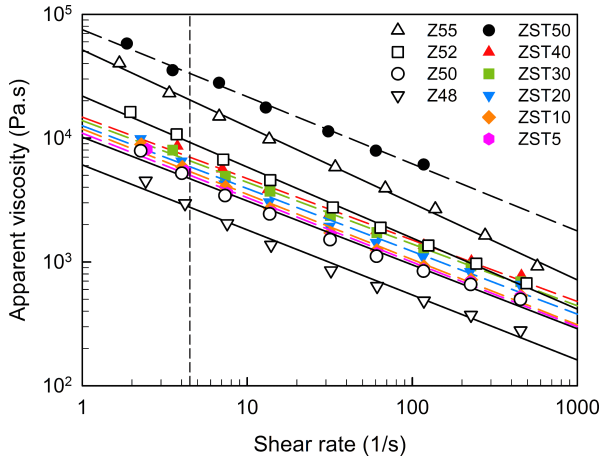 10^5
10^4
10^3
10^2
Apparent viscosity (Pa.s)
Z55
Z52
Z50
Z48
ZST50
ZST40
ZST30
ZST20
ZST10
ZST5
1 10 100 1000
Shear rate (1/s)